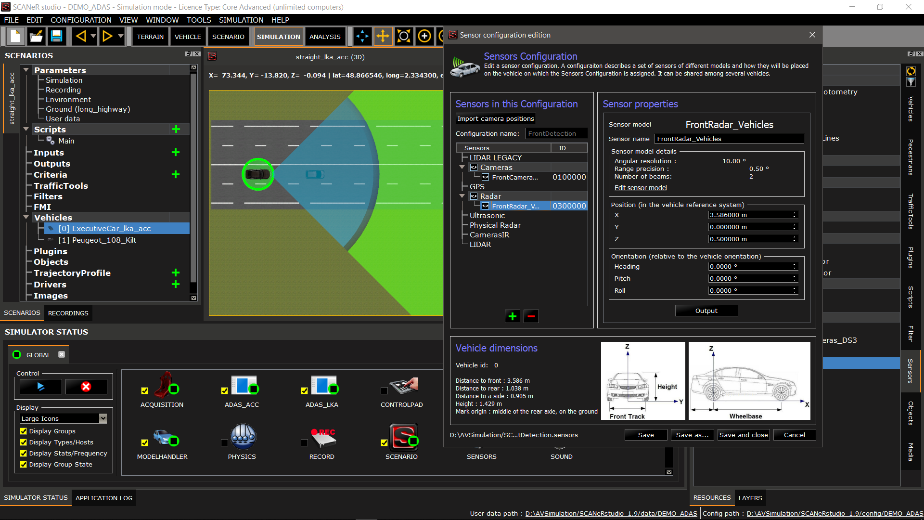 SCANeR studio - DEMO_ADAS - Simulation mode - Licence Type: Core Advanced (unlimited computers)
FILE EDIT CONFIGURATION VIEW WINDOW TOOLS SIMULATION HELP
TERRAIN VEHICLE SCENARIO SIMULATION ANALYSIS
SCENARIOS
straight_lka_acc
Parameters
Simulation
Recording
Environment
Ground (long_highway)
User data
Scripts
Main
Inputs
Outputs
Criteria
TrafficTools
Filters
FMI
Vehicles
[0] ExecutiveCar_lka_acc
[1] Peugeot_108_Kilt
Plugins
Objects
TrajectoryProfile
Drivers
Images
SCENARIOS RECORDINGS
straight_lka_acc (30)
X= 73.344, Y= -13.820, Z= -0.094 | lat=48.866546, long=2.334300,
Sensor configuration edition
Sensors Configuration
Edit a sensor configuration. A configuraiton describes a set of sensors of different models and how they will be placed
on the vehicle on which the Sensors Configuration is assigned. It can be shared among several vehicles.
Sensors in this Configuration
Import camera positions
Configuration name: FrontDetection
Sensors ID
LIDAR LEGACY
Cameras
FrontCamera... 0100000
GPS
Radar
FrontRadar_V... 0300000
Ultrasonic
Physical Radar
CamerasIR
LIDAR
Sensor properties
Sensor model FrontRadar_Vehicles
Sensor name FrontRadar_Vehicles
Sensor model details
Angular resolution : 10.00 °
Range precision : 0.50 °
Number of beams: 2
Edit sensor model
Position (in the vehicle reference system)
X 3.586000 m
Y 0.000000 m
Z 0.500000 m
Orientation (relative to the vehicle orientation)
Heading 0.0000 °
Pitch 0.0000 °
Roll 0.0000 °
Output
Vehicle dimensions
Vehicle id: 0
Distance to front : 3.586 m
Distance to rear : 1.038 m
Distance to a side : 0.905 m
Height : 1.429 m
Mark origin : middle of the rear side, on the ground
Z
Height
Y
Front Track
Z
X
Wheelbase
D:\AVSimulation/SC...tDetection.sensors
Save Save as... Save and close Cancel
SIMULATOR STATUS
GLOBAL
Control
Display
Large Icons
Display Groups
Display Types/Hosts
Display Stats/Frequency
Display Group State
ACQUISITION ADAS_ACC ADAS_LKA CONTROLPAD
REC
MODELHANDLER PHYSICS RECORD SCENARIO SENSORS SOUND
SIMULATOR STATUS APPLICATION LOG
otometry
Lines
or
eras_DS3
Vehicles
Pedestrians
TrafficTools
Plugins
Scripts
Filter
Sensors
Objects
Media
RESOURCES LAYERS
User data path : D:\AVSimulation/SCANeRstudio_1.9/data/DEMO_ADAS Config path : D:\AVSimulation/SCANeRstudio_1.9/config/DEMO_ADAS